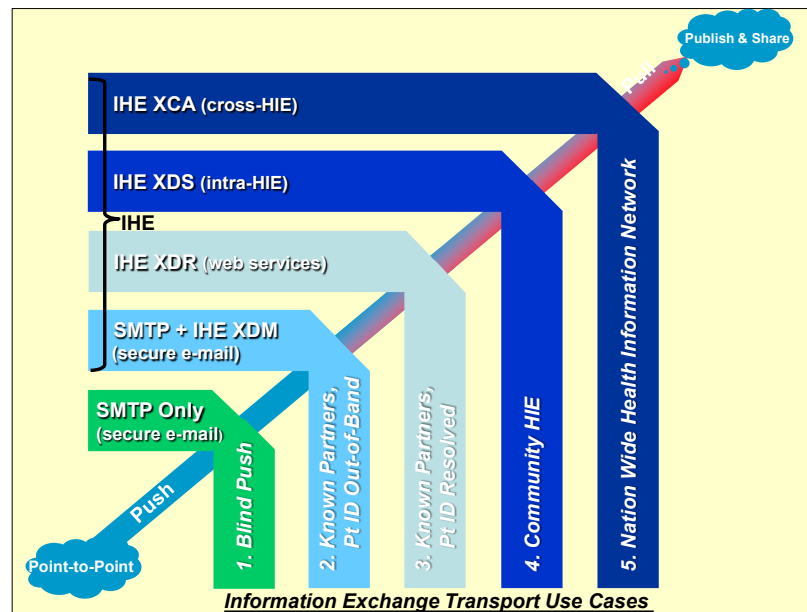 Publish & Share
Pull
IHE XCA (cross-HIE)
IHE XDS (intra-HIE)
IHE
IHE XDR (web services)
SMTP + IHE XDM
(secure e-mail)
SMTP Only
(secure e-mail)
Push
Point-to-Point
1. Blind Push
2. Known Partners,
Pt ID Out-of-Band
3. Known Partners,
Pt ID Resolved
4. Community HIE
5. Nation Wide Health Information Network
Information Exchange Transport Use Cases